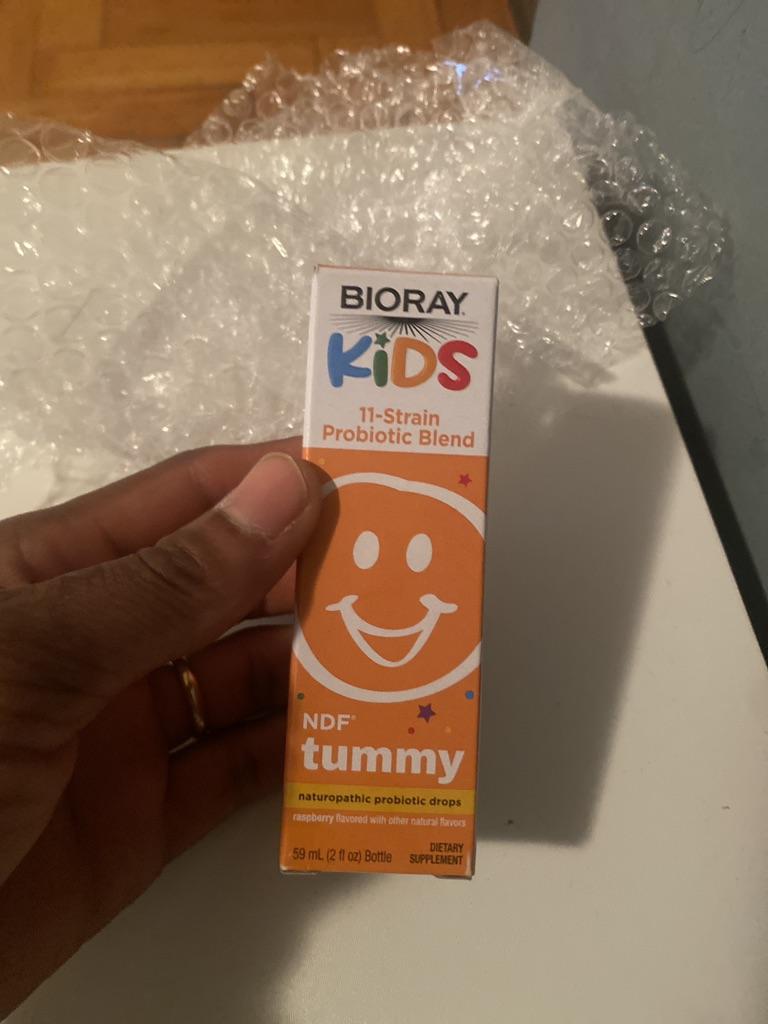 BIORAY®
KiDS
11-Strain
Probiotic Blend
NDF®
tummy
naturopathic probiotic drops
raspberry flavored with other natural flavors
59 mL (2 fl oz) Bottle
DIETARY
SUPPLEMENT